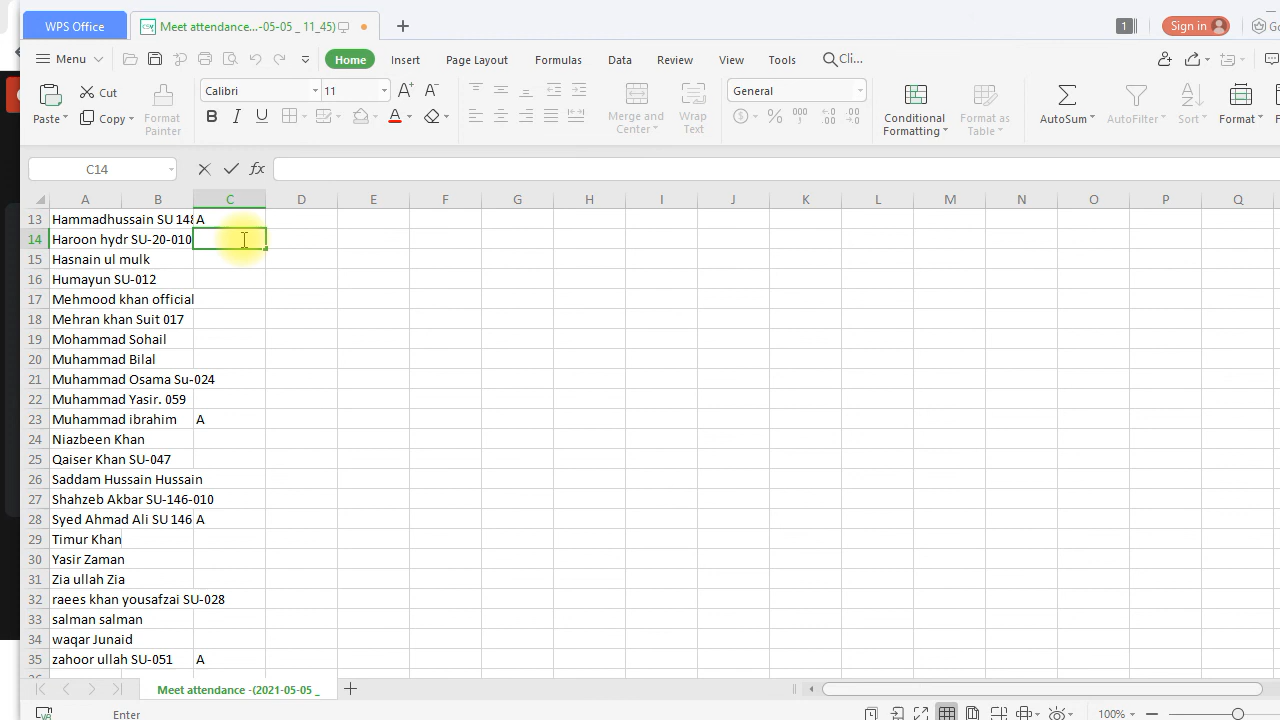 WPS Office
Meet attendance...-05-05 _ 11_45)
1
Sign in
Menu
Home
Insert
Page Layout
Formulas
Data
Review
View
Tools
Cli...
Paste
Cut
Copy
Format Painter
Calibri
11
A+ A-
B I U A
Merge and Center
Wrap Text
General
Conditional Formatting
Format as Table
AutoSum
AutoFilter
Sort
Format
C14
fx
A B C D E F G H I J K L M N O P Q
13 Hammadhussain SU 148 A
14 Haroon hydr SU-20-010
15 Hasnain ul mulk
16 Humayun SU-012
17 Mehmood khan official
18 Mehran khan Suit 017
19 Mohammad Sohail
20 Muhammad Bilal
21 Muhammad Osama Su-024
22 Muhammad Yasir. 059
23 Muhammad ibrahim A
24 Niazbeen Khan
25 Qaiser Khan SU-047
26 Saddam Hussain Hussain
27 Shahzeb Akbar SU-146-010
28 Syed Ahmad Ali SU 146 A
29 Timur Khan
30 Yasir Zaman
31 Zia ullah Zia
32 raees khan yousafzai SU-028
33 salman salman
34 waqar Junaid
35 zahoor ullah SU-051 A
Meet attendance -(2021-05-05 _
Enter
100%